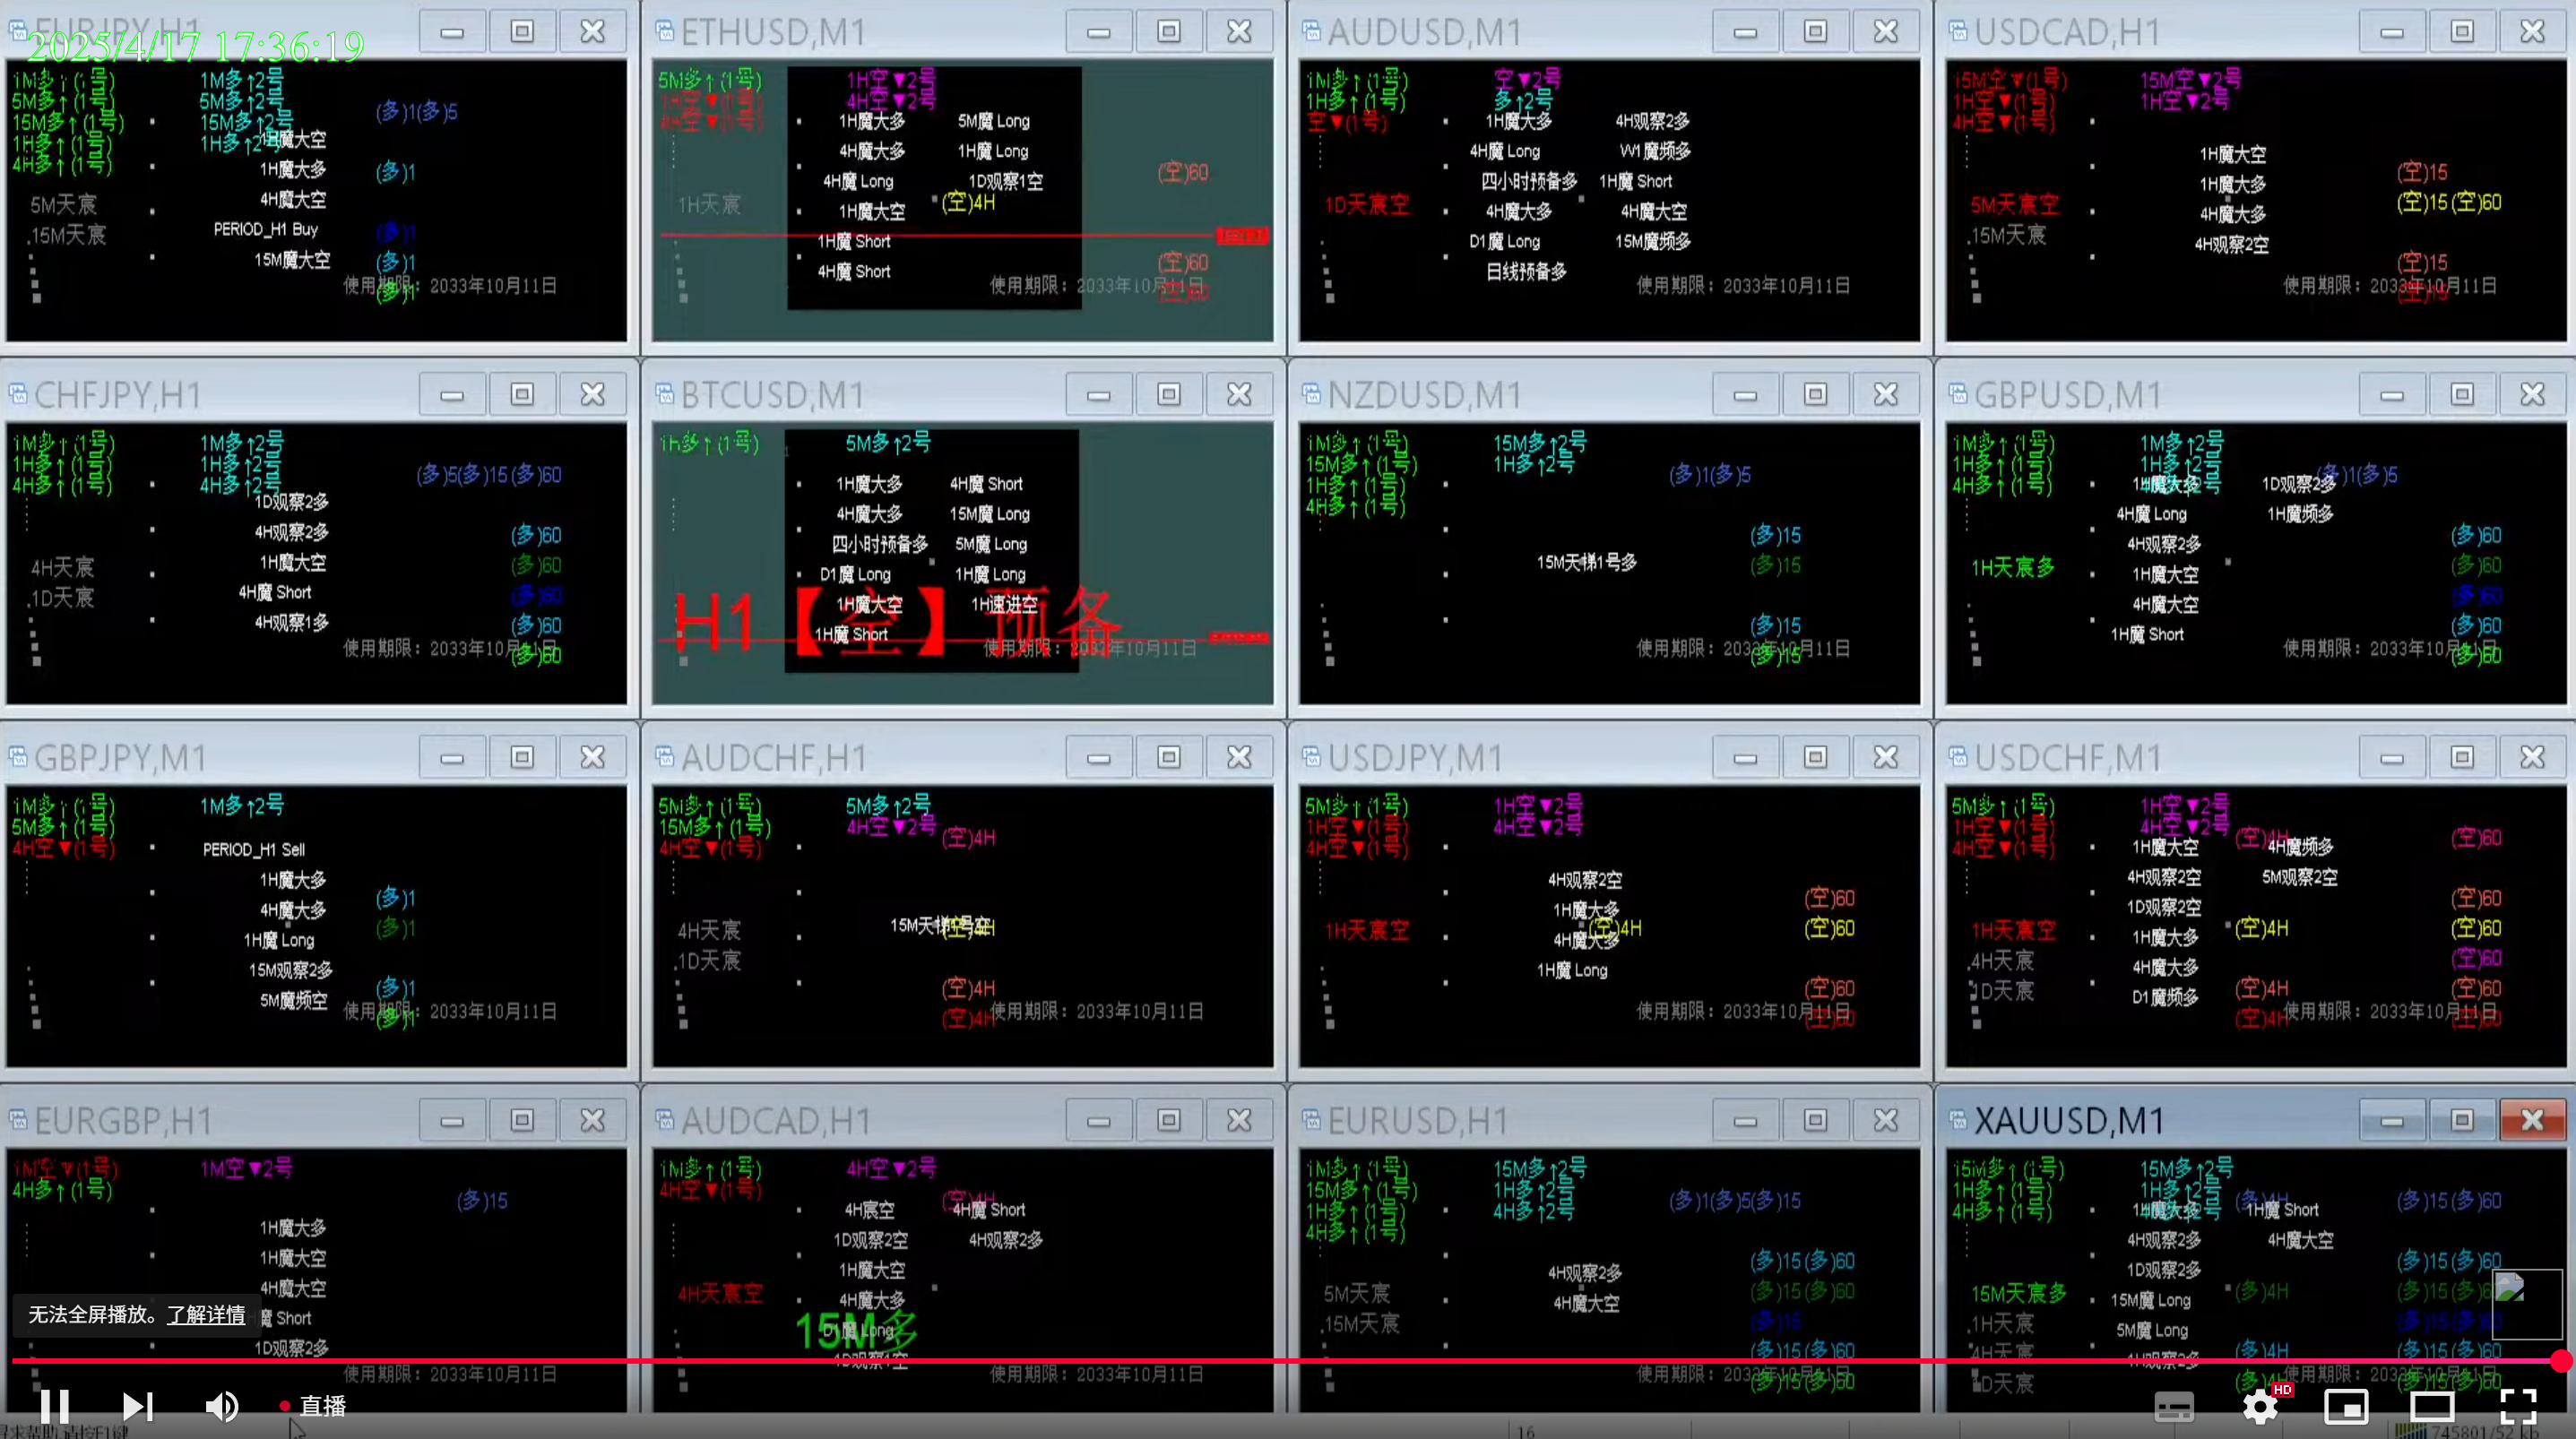 EURJPY,H1
2025/4/17 17:36:19
1M多↑(1号)
5M多↑(1号)
15M多↑(1号)
1H多↑(1号)
4H多↑(1号)
1M多↑2号
5M多↑2号
15M多↑2号
1H多↑2号
(多)1(多)5
1H魔大多
4H魔大空
PERIOD_H1 Buy
15M魔大空
(多)1
(多)1
(多)1
(多)1
5M天宸
15M天宸
使用期限：2033年10月11日
ETHUSD,M1
5M多↑(1号)
1H空▼(1号)
4H空▼(1号)
1H空▼2号
4H空▼2号
1H魔大多
4H魔大多
4H魔 Long
1H魔大空
1H魔 Short
4H魔 Short
5M魔 Long
1H魔 Long
1D观察1空
(空)4H
1H天宸
(空)60
(空)60
(空)60
使用期限：2033年10月11日
AUDUSD,M1
1M多↑(1号)
1H多↑(1号)
空▼(1号)
空▼2号
多↑2号
1H魔大多
4H魔 Long
四小时预备多
4H魔大多
D1魔 Long
日线预备多
4H观察2多
W1魔频多
1H魔 Short
4H魔大空
15M魔频多
1D天宸空
使用期限：2033年10月11日
USDCAD,H1
15M空▼(1号)
1H空▼(1号)
4H空▼(1号)
15M空▼2号
1H空▼2号
1H魔大空
1H魔大多
4H魔大多
4H观察2空
(空)15
(空)15(空)60
(空)15
(空)15
5M天宸空
15M天宸
使用期限：2033年10月11日
CHFJPY,H1
1M多↑(1号)
1H多↑(1号)
4H多↑(1号)
1M多↑2号
1H多↑2号
4H多↑2号
(多)5(多)15(多)60
1D观察2多
4H观察2多
1H魔大空
4H魔 Short
4H观察1多
(多)60
(多)60
(多)60
(多)60
(多)60
4H天宸
1D天宸
使用期限：2033年10月11日
BTCUSD,M1
1h多↑(1号)
5M多↑2号
1H魔大多
4H魔大多
四小时预备多
D1魔 Long
1H魔大空
1H魔 Short
4H魔 Short
15M魔 Long
5M魔 Long
1H魔 Long
1H速进空
H1【空】预备
使用期限：2033年10月11日
NZDUSD,M1
1M多↑(1号)
15M多↑(1号)
1H多↑(1号)
4H多↑(1号)
15M多↑2号
1H多↑2号
(多)1(多)5
15M天梯1号多
(多)15
(多)15
(多)15
(多)15
使用期限：2033年10月11日
GBPUSD,M1
1M多↑(1号)
1H多↑(1号)
4H多↑(1号)
1M多↑2号
1H多↑2号
(多)1(多)5
1H魔大多
4H魔 Long
4H观察2多
1H魔大空
4H魔大空
1H魔 Short
1D观察2多
1H魔频多
1H天宸多
(多)60
(多)60
(多)60
(多)60
(多)60
使用期限：2033年10月11日
GBPJPY,M1
1M多↑(1号)
5M多↑(1号)
4H空▼(1号)
1M多↑2号
PERIOD_H1 Sell
1H魔大多
4H魔大多
1H魔 Long
15M观察2多
5M魔频空
(多)1
(多)1
(多)1
(多)1
使用期限：2033年10月11日
AUDCHF,H1
5M多↑(1号)
15M多↑(1号)
4H空▼(1号)
5M多↑2号
4H空▼2号
(空)4H
15M天梯1号空
(空)4H
(空)4H
(空)4H
4H天宸
1D天宸
使用期限：2033年10月11日
USDJPY,M1
5M多↑(1号)
1H空▼(1号)
4H空▼(1号)
1H空▼2号
4H空▼2号
4H观察2空
1H魔大多
(空)4H
4H魔大多
1H魔 Long
1H天宸空
(空)60
(空)60
(空)60
(空)60
使用期限：2033年10月11日
USDCHF,M1
5M多↑(1号)
1H空▼(1号)
4H空▼(1号)
1H空▼2号
4H空▼2号
(空)4H
(空)60
1H魔大空
4H观察2空
1D观察2空
1H魔大多
4H魔大多
D1魔频多
4H魔频多
5M观察2空
(空)4H
(空)4H
(空)4H
(空)60
(空)60
(空)60
(空)60
(空)60
1H天宸空
4H天宸
1D天宸
使用期限：2033年10月11日
EURGBP,H1
1M空▼(1号)
4H多↑(1号)
1M空▼2号
(多)15
1H魔大多
1H魔大空
4H魔大空
魔 Short
1D观察2多
使用期限：2033年10月11日
无法全屏播放。了解详情
AUDCAD,H1
1M多↑(1号)
4H空▼(1号)
4H空▼2号
(空)4H
4H宸空
1D观察2空
1H魔大空
4H魔大多
D1魔 Long
1D观察1空
4H魔 Short
4H观察2多
4H天宸空
15M多
使用期限：2033年10月11日
EURUSD,H1
1M多↑(1号)
15M多↑(1号)
1H多↑(1号)
4H多↑(1号)
15M多↑2号
1H多↑2号
4H多↑2号
(多)1(多)5(多)15
4H观察2多
4H魔大空
(多)15(多)60
(多)15(多)60
(多)15
(多)15(多)60
(多)15(多)60
5M天宸
15M天宸
使用期限：2033年10月11日
XAUUSD,M1
15M多↑(1号)
1H多↑(1号)
4H多↑(1号)
15M多↑2号
1H多↑2号
(多)4H
(多)15(多)60
1H魔大多
4H观察2多
1D观察2多
15M魔 Long
5M魔 Long
1H观察2多
1H魔 Short
4H魔大空
(多)4H
(多)4H
(多)4H
(多)15(多)60
(多)15(多)60
(多)15(多)60
15M天宸多
1H天宸
4H天宸
1D天宸
使用期限：2033年10月11日
直播
HD
16